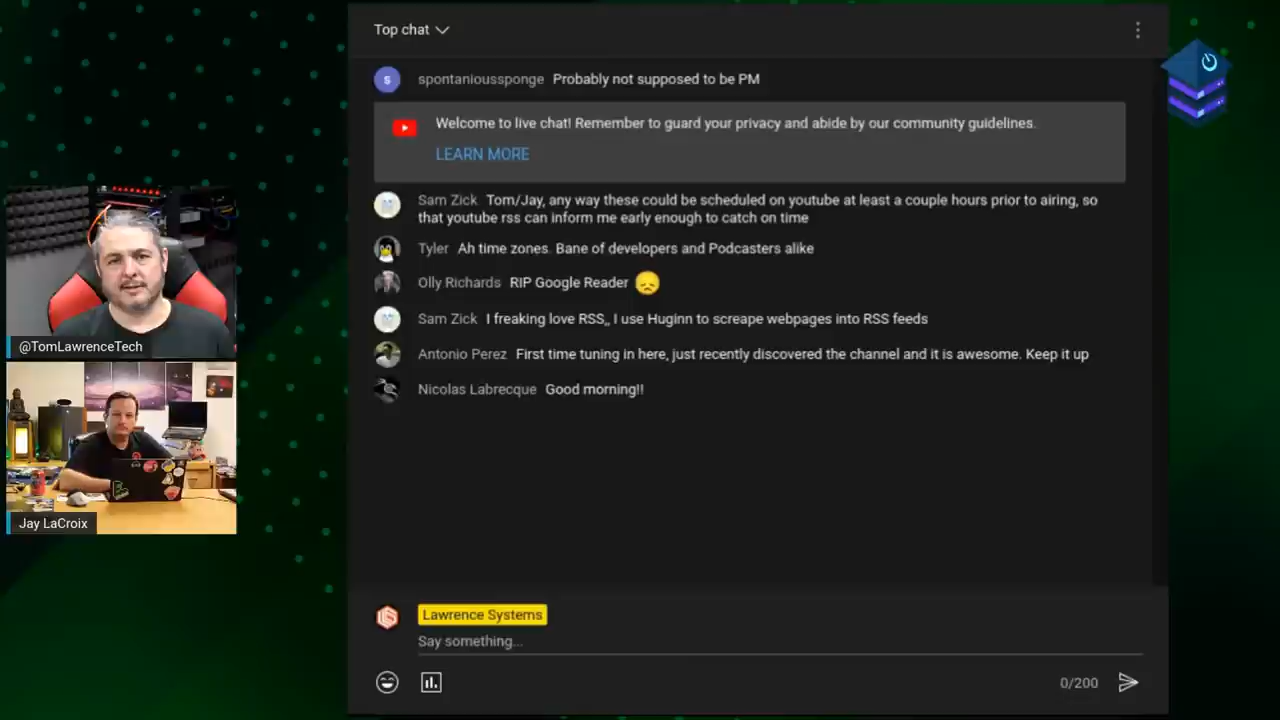 Top chat
S spontaniousssponge Probably not supposed to be PM
Welcome to live chat! Remember to guard your privacy and abide by our community guidelines.
LEARN MORE
Sam Zick Tom/Jay, any way these could be scheduled on youtube at least a couple hours prior to airing, so
that youtube rss can inform me early enough to catch on time
Tyler Ah time zones. Bane of developers and Podcasters alike
Olly Richards RIP Google Reader 😞
Sam Zick I freaking love RSS,, I use Huginn to screape webpages into RSS feeds
Antonio Perez First time tuning in here, just recently discovered the channel and it is awesome. Keep it up
Nicolas Labrecque Good morning!!
@TomLawrenceTech
Jay LaCroix
Lawrence Systems
Say something...
0/200